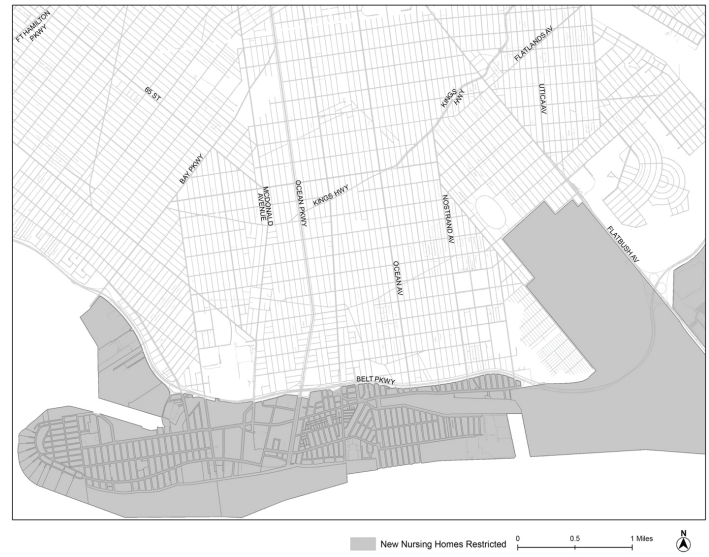 FT HAMILTON
PKWY
FLATLANDS AV
65 ST
KINGS
HWY
UTICA AV
BAY PKWY
MCDONALD
AVENUE
OCEAN PKWY
KINGS HWY
NOSTRAND AV
FLATBUSH AV
OCEAN AV
BELT PKWY
New Nursing Homes Restricted
0 0.5 1 Miles
N